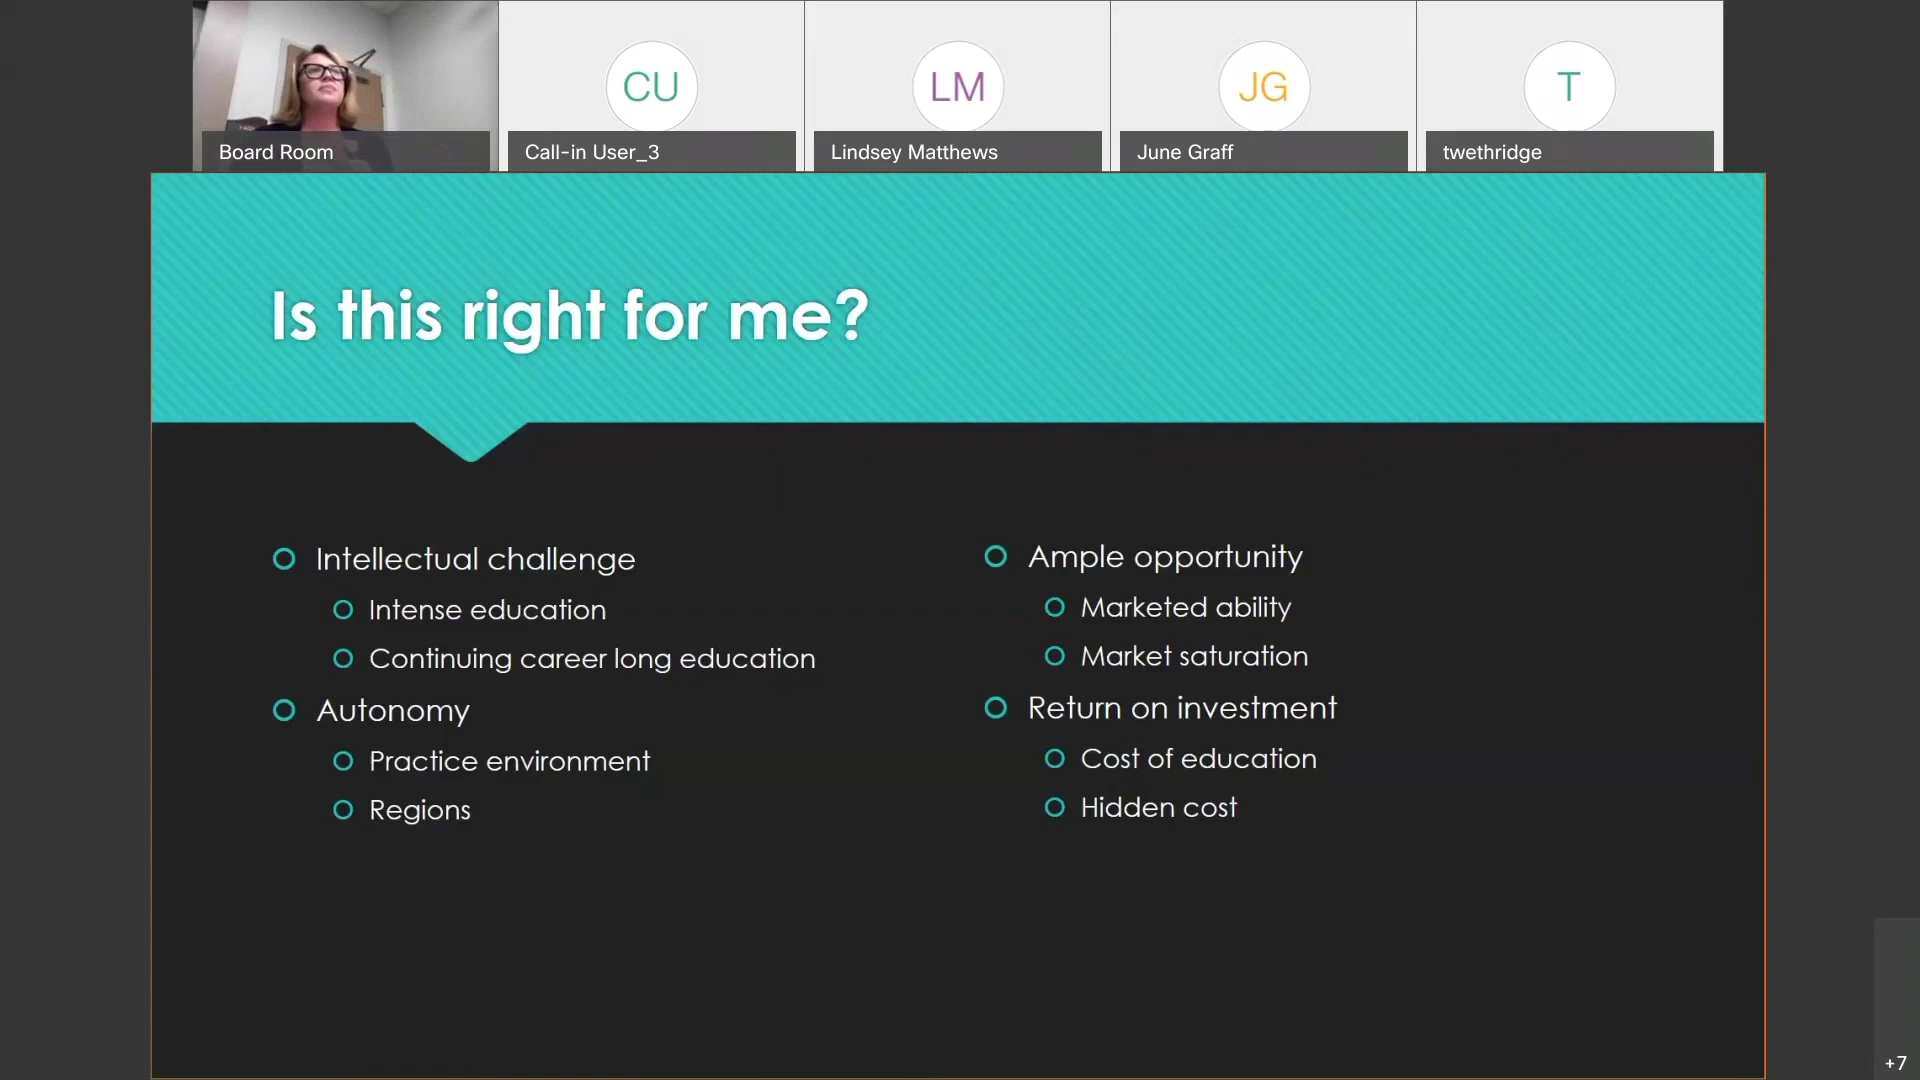 CU
LM
JG
T
Board Room
Call-in User_3
Lindsey Matthews
June Graff
twethridge
Is this right for me?
Intellectual challenge
Intense education
Continuing career long education
Autonomy
Practice environment
Regions
Ample opportunity
Marketed ability
Market saturation
Return on investment
Cost of education
Hidden cost
+7